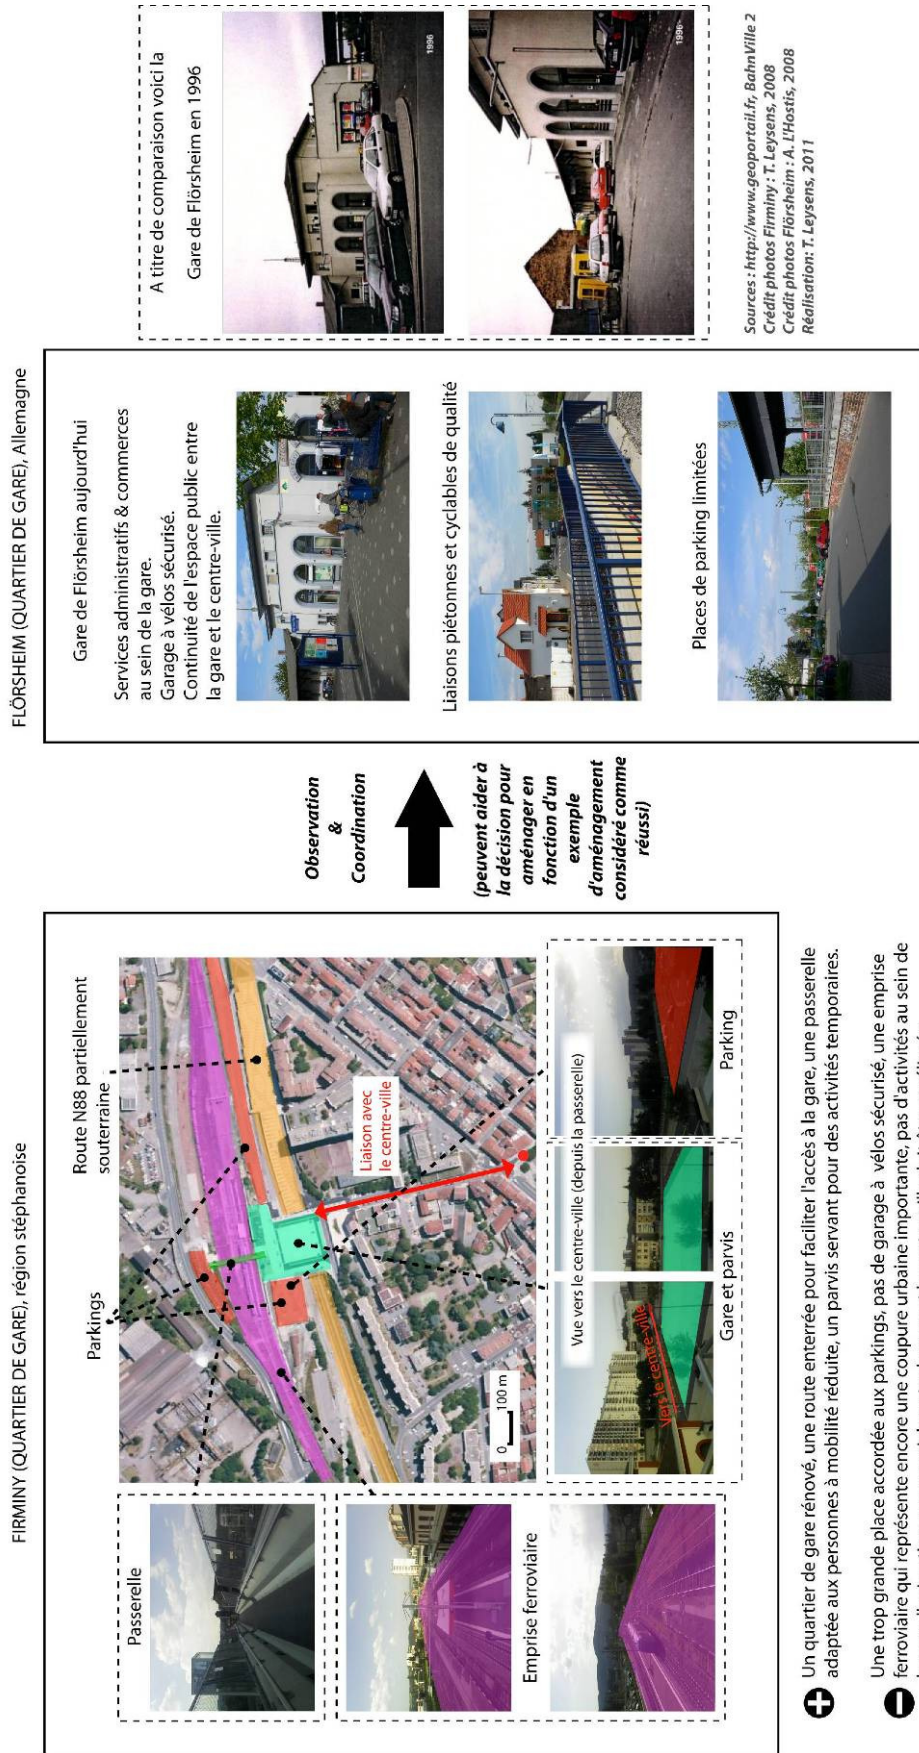 FIRMINY (QUARTIER DE GARE), région stéphanoise
Passerelle
Emprise ferroviaire
Parkings
Route N88 partiellement
souterraine
Liaison avec
le centre-ville
0 100 m
Vue vers le centre-ville (depuis la passerelle)
vers le centre-ville
Gare et parvis
Parking
Un quartier de gare rénové, une route enterrée pour faciliter l'accès à la gare, une passerelle
adaptée aux personnes à mobilité réduite, un parvis servant pour des activités temporaires.
Une trop grande place accordée aux parkings, pas de garage à vélos sécurisé, une emprise
ferroviaire qui représente encore une coupure urbaine importante, pas d'activités au sein de
Observation
&
Coordination
(peuvent aider à
la décision pour
aménager en
fonction d'un
exemple
d'aménagement
considéré comme
réussi)
FLÖRSHEIM (QUARTIER DE GARE), Allemagne
Gare de Flörsheim aujourd'hui
Services administratifs & commerces
au sein de la gare.
Garage à vélos sécurisé.
Continuité de l'espace public entre
la gare et le centre-ville.
Liaisons piétonnes et cyclables de qualité
Places de parking limitées
A titre de comparaison voici la
Gare de Flörsheim en 1996
1996
1996
Sources : http://www.geoportail.fr, BahnVille 2
Crédit photos Firminy : T. Leysens, 2008
Crédit photos Flörsheim : A. L'Hostis, 2008
Réalisation: T. Leysens, 2011